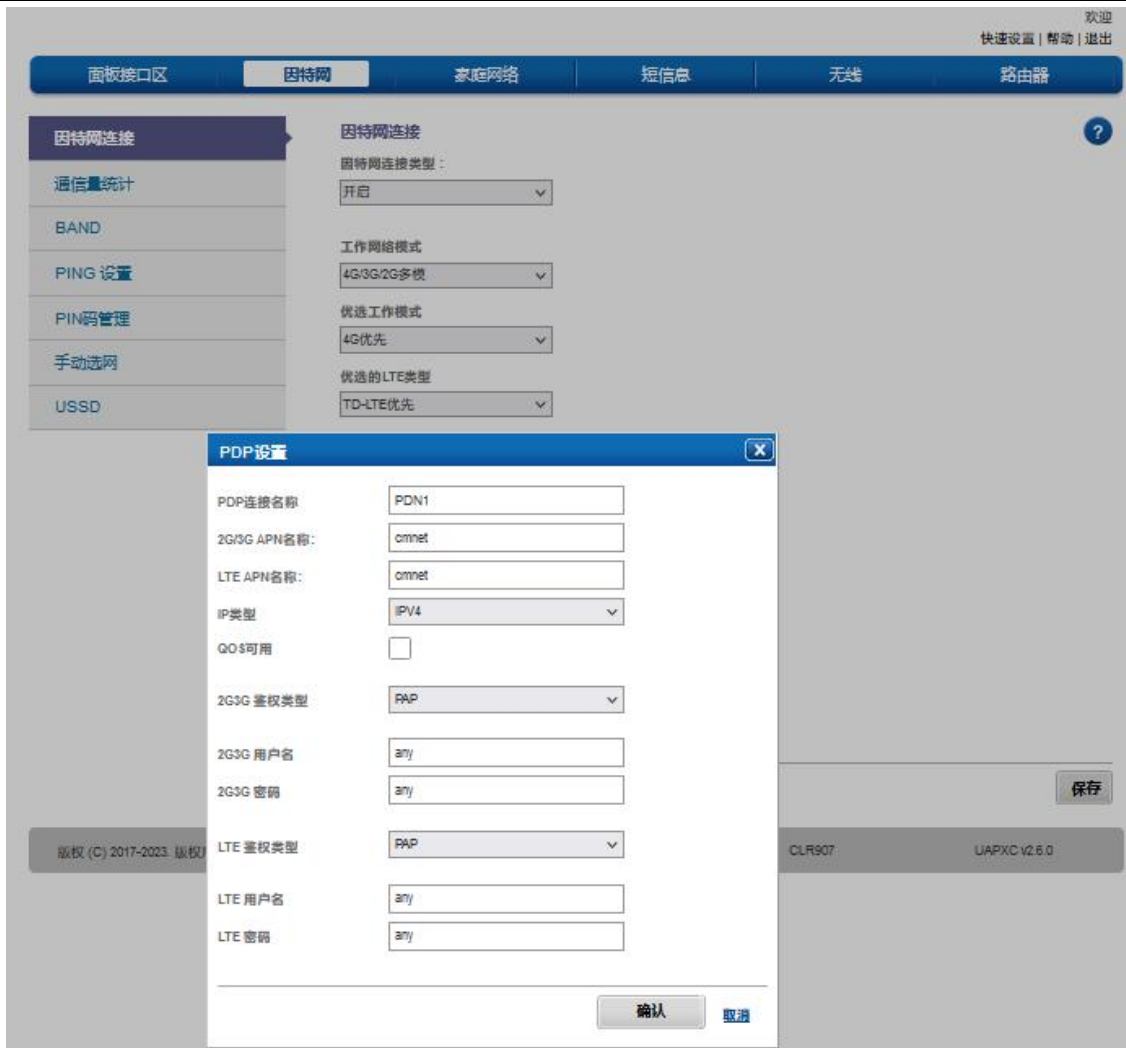 欢迎
快速设置 | 帮助 | 退出
面板接口区 因特网 家庭网络 短信息 无线 路由器
因特网连接
通信量统计
BAND
PING 设置
PIN码管理
手动选网
USSD
因特网连接
?
因特网连接类型:
开启
工作网络模式
4G/3G/2G多模
优选工作模式
4G优先
优选的LTE类型
TD-LTE优先
PDP设置 X
PDP连接名称 PDN1
2G/3G APN名称: cmnet
LTE APN名称: cmnet
IP类型 IPV4
QOS可用
2G3G 鉴权类型 PAP
2G3G 用户名 any
2G3G 密码 any
LTE 鉴权类型 PAP
LTE 用户名 any
LTE 密码 any
确认 取消
保存
版权 (C) 2017-2023. 版权 CLR907 UAPXC v2.6.0